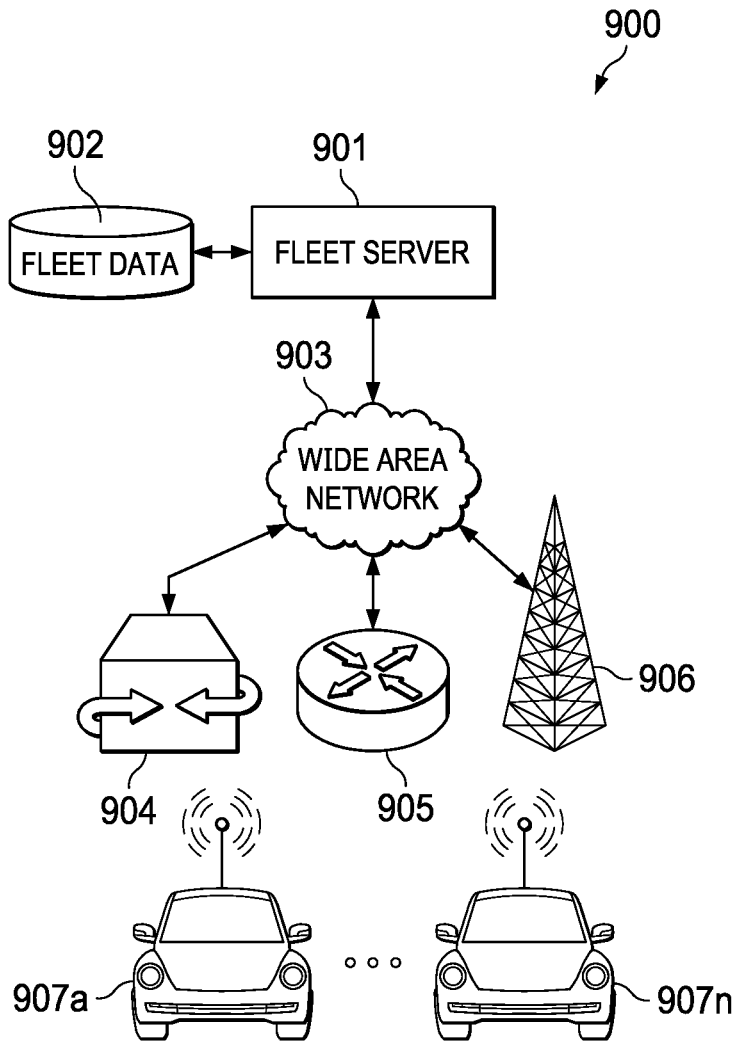 900
902
901
FLEET DATA
FLEET SERVER
903
WIDE AREA
NETWORK
906
904
905
907a
907n